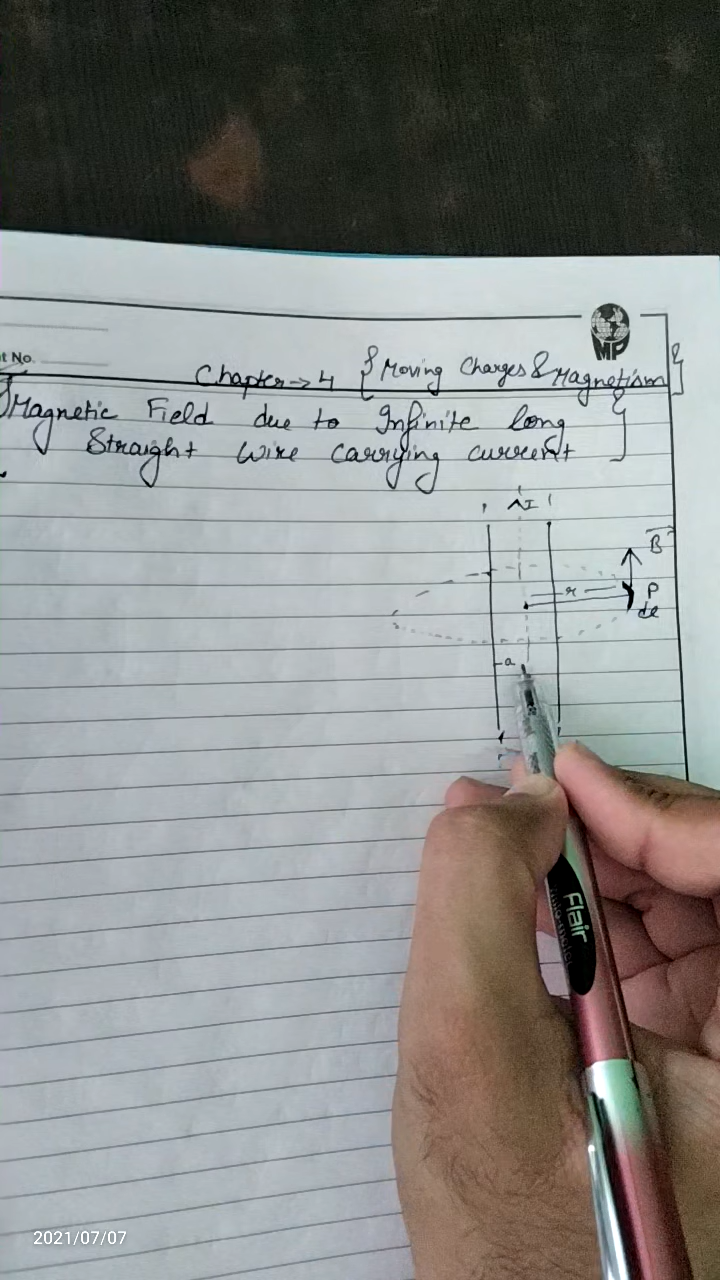 t No.
MP
Chapter → 4 { Moving Charges & Magnetism }
{ Magnetic Field due to Infinite long
Straight wire carrying current }
I
B
r
P
dl
a
Flair
2021/07/07